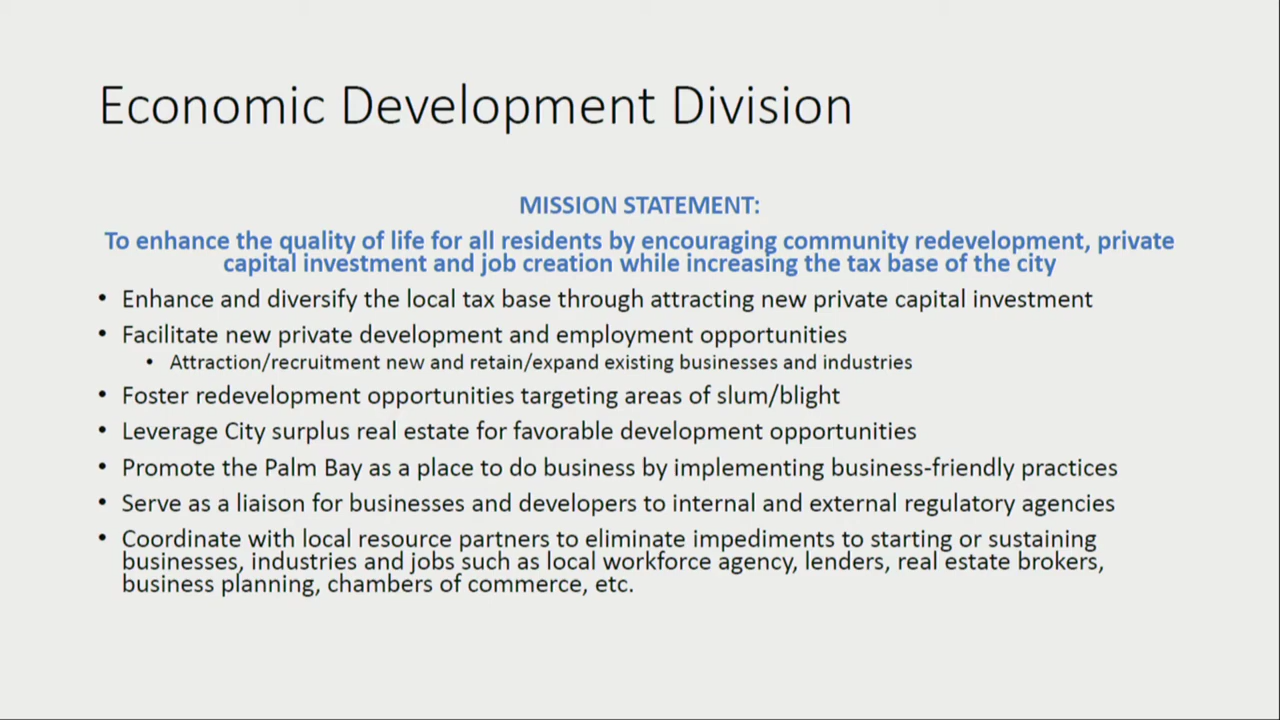 Economic Development Division
MISSION STATEMENT:
To enhance the quality of life for all residents by encouraging community redevelopment, private
capital investment and job creation while increasing the tax base of the city
• Enhance and diversify the local tax base through attracting new private capital investment
• Facilitate new private development and employment opportunities
• Attraction/recruitment new and retain/expand existing businesses and industries
• Foster redevelopment opportunities targeting areas of slum/blight
• Leverage City surplus real estate for favorable development opportunities
• Promote the Palm Bay as a place to do business by implementing business-friendly practices
• Serve as a liaison for businesses and developers to internal and external regulatory agencies
• Coordinate with local resource partners to eliminate impediments to starting or sustaining
businesses, industries and jobs such as local workforce agency, lenders, real estate brokers,
business planning, chambers of commerce, etc.